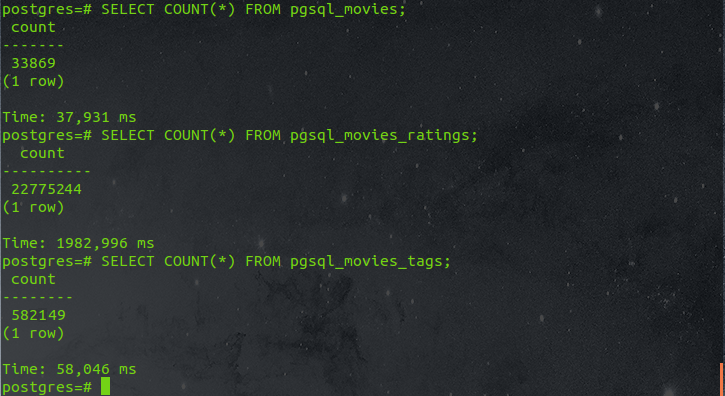 postgres=# SELECT COUNT(*) FROM pgsql_movies;
 count
-------
 33869
(1 row)

Time: 37,931 ms
postgres=# SELECT COUNT(*) FROM pgsql_movies_ratings;
  count
----------
 22775244
(1 row)

Time: 1982,996 ms
postgres=# SELECT COUNT(*) FROM pgsql_movies_tags;
 count
--------
 582149
(1 row)

Time: 58,046 ms
postgres=#